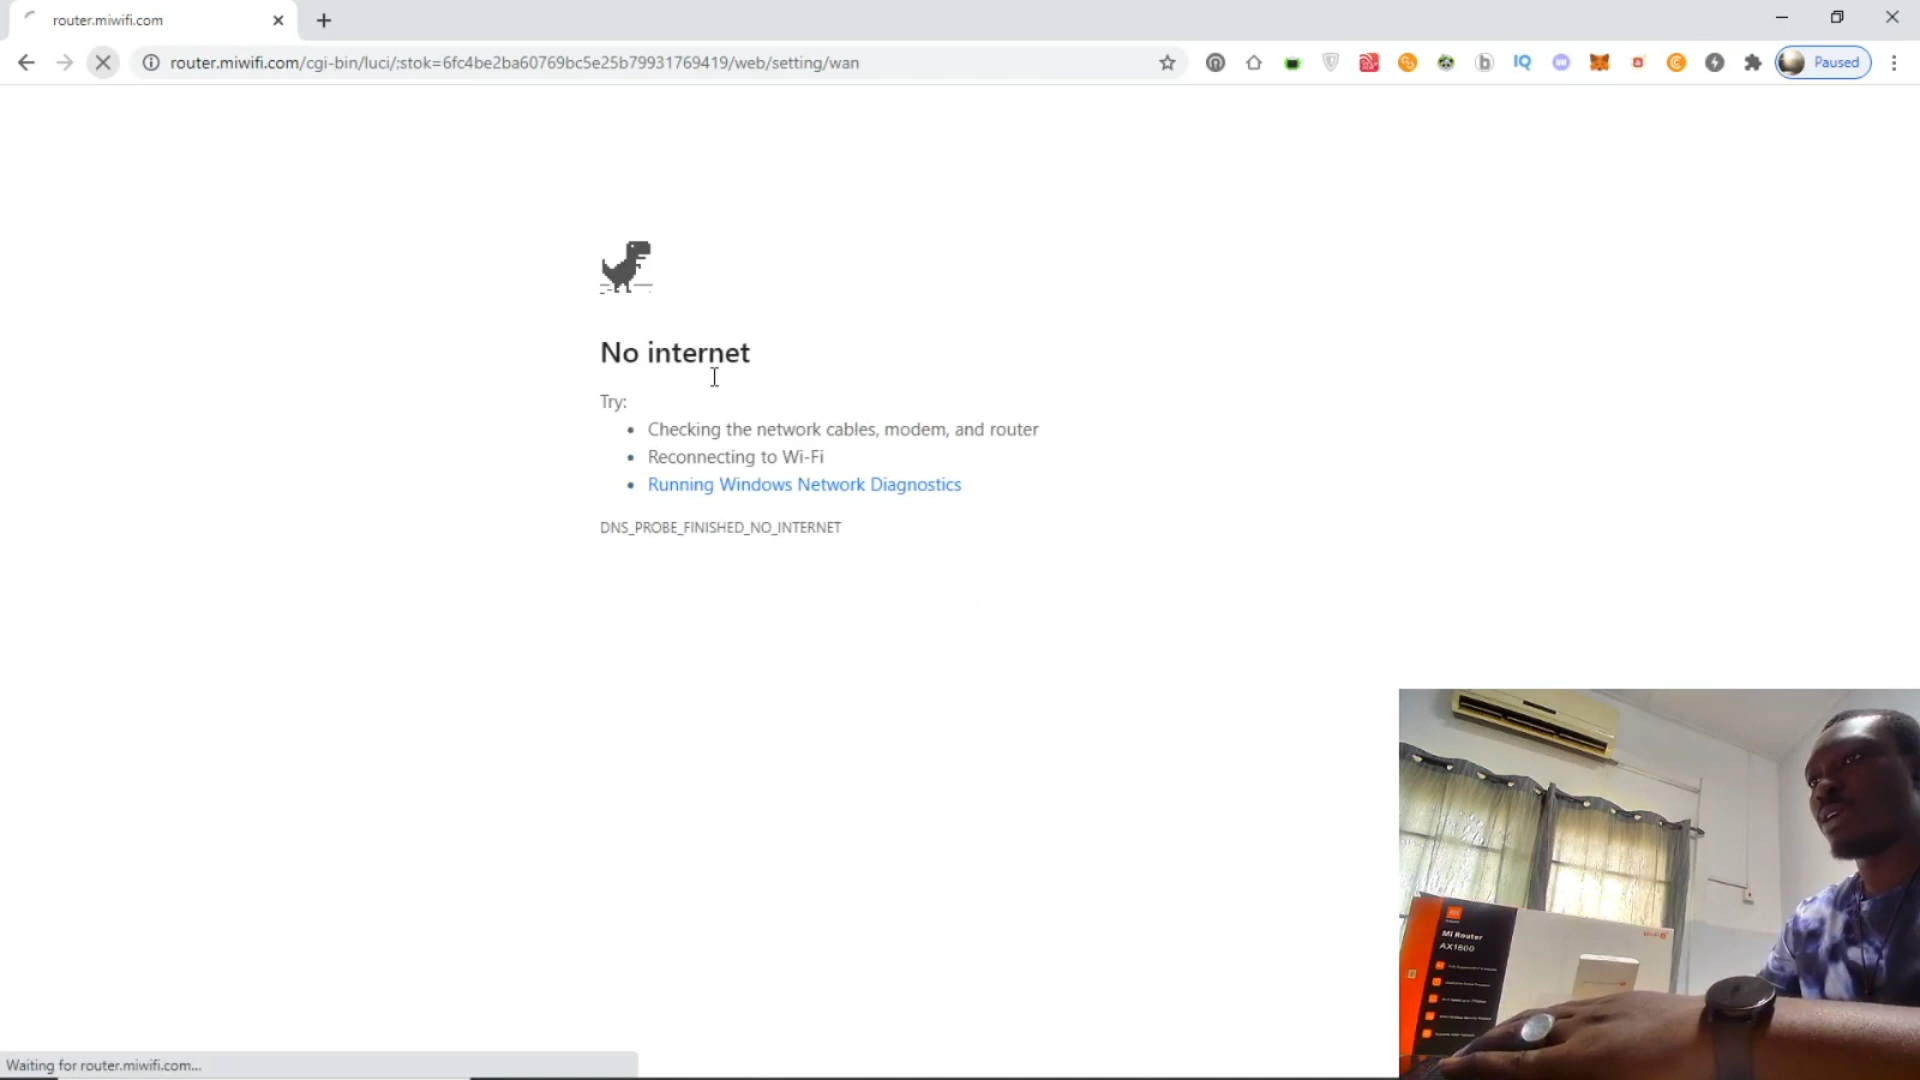 router.miwifi.com
router.miwifi.com/cgi-bin/luci/;stok=6fc4be2ba60769bc5e25b79931769419/web/setting/wan
IQ
Paused
No internet
Try:
Checking the network cables, modem, and router
Reconnecting to Wi-Fi
Running Windows Network Diagnostics
DNS_PROBE_FINISHED_NO_INTERNET
Mi Router
AX1800
Waiting for router.miwifi.com...